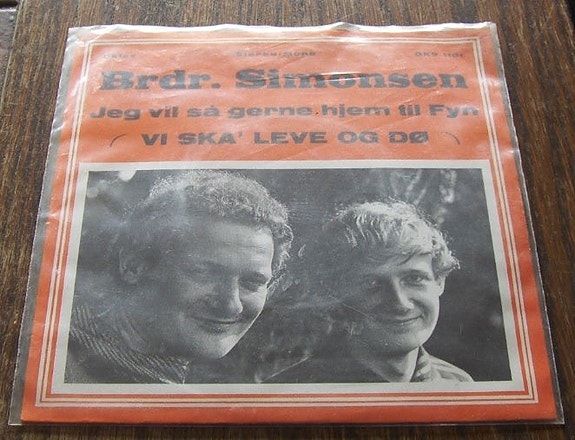 Brdr. Simonsen
Jeg vil så gerne hjem til Fyn
( VI SKA' LEVE OG DØ )